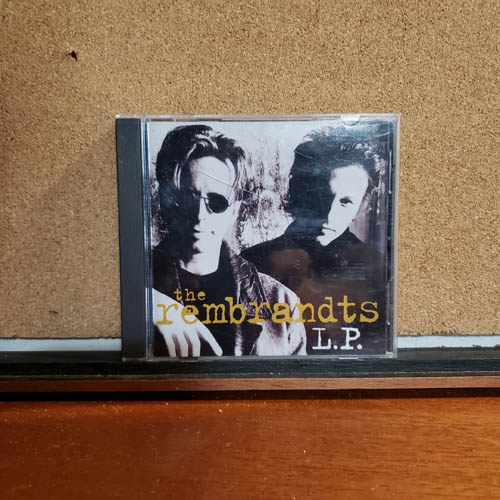 the
rembrandts
L.P.